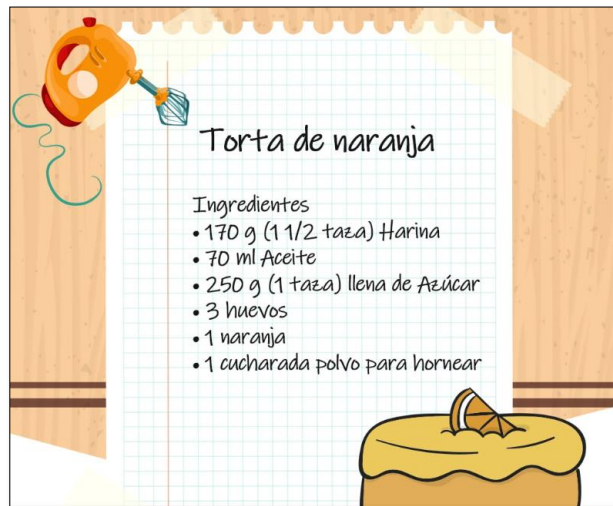 Torta de naranja
Ingredientes
• 170 g (1 1/2 taza) Harina
• 70 ml Aceite
• 250 g (1 taza) llena de Azúcar
• 3 huevos
• 1 naranja
• 1 cucharada polvo para hornear